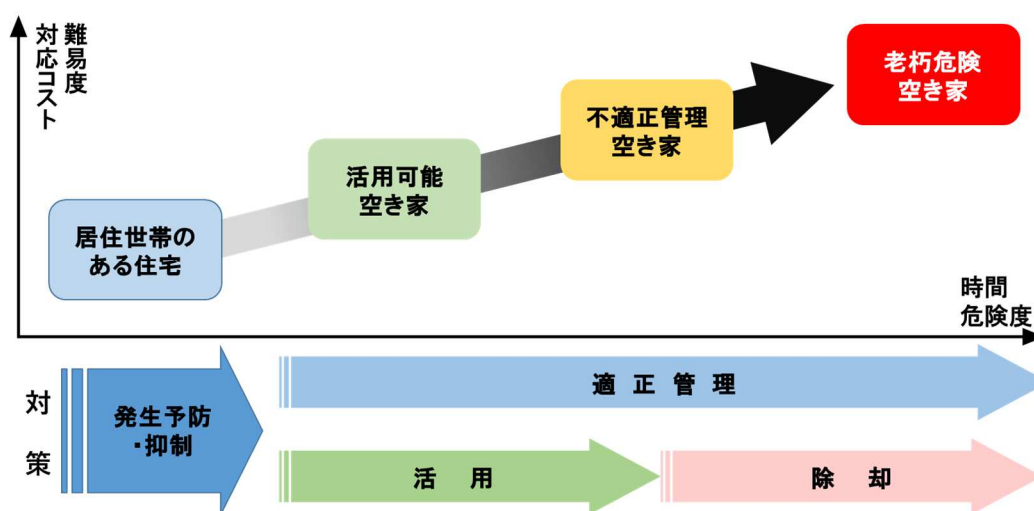 難易度
対応コスト
老朽危険
空き家
不適正管理
空き家
活用可能
空き家
居住世帯の
ある住宅
時間
危険度
対策
発生予防
・抑制
適正管理
活用
除却